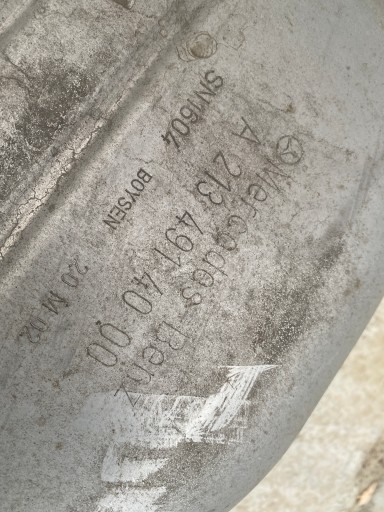 Mercedes Benz
A 213 491 40 00
SN1604 BOYSEN
20 M 02